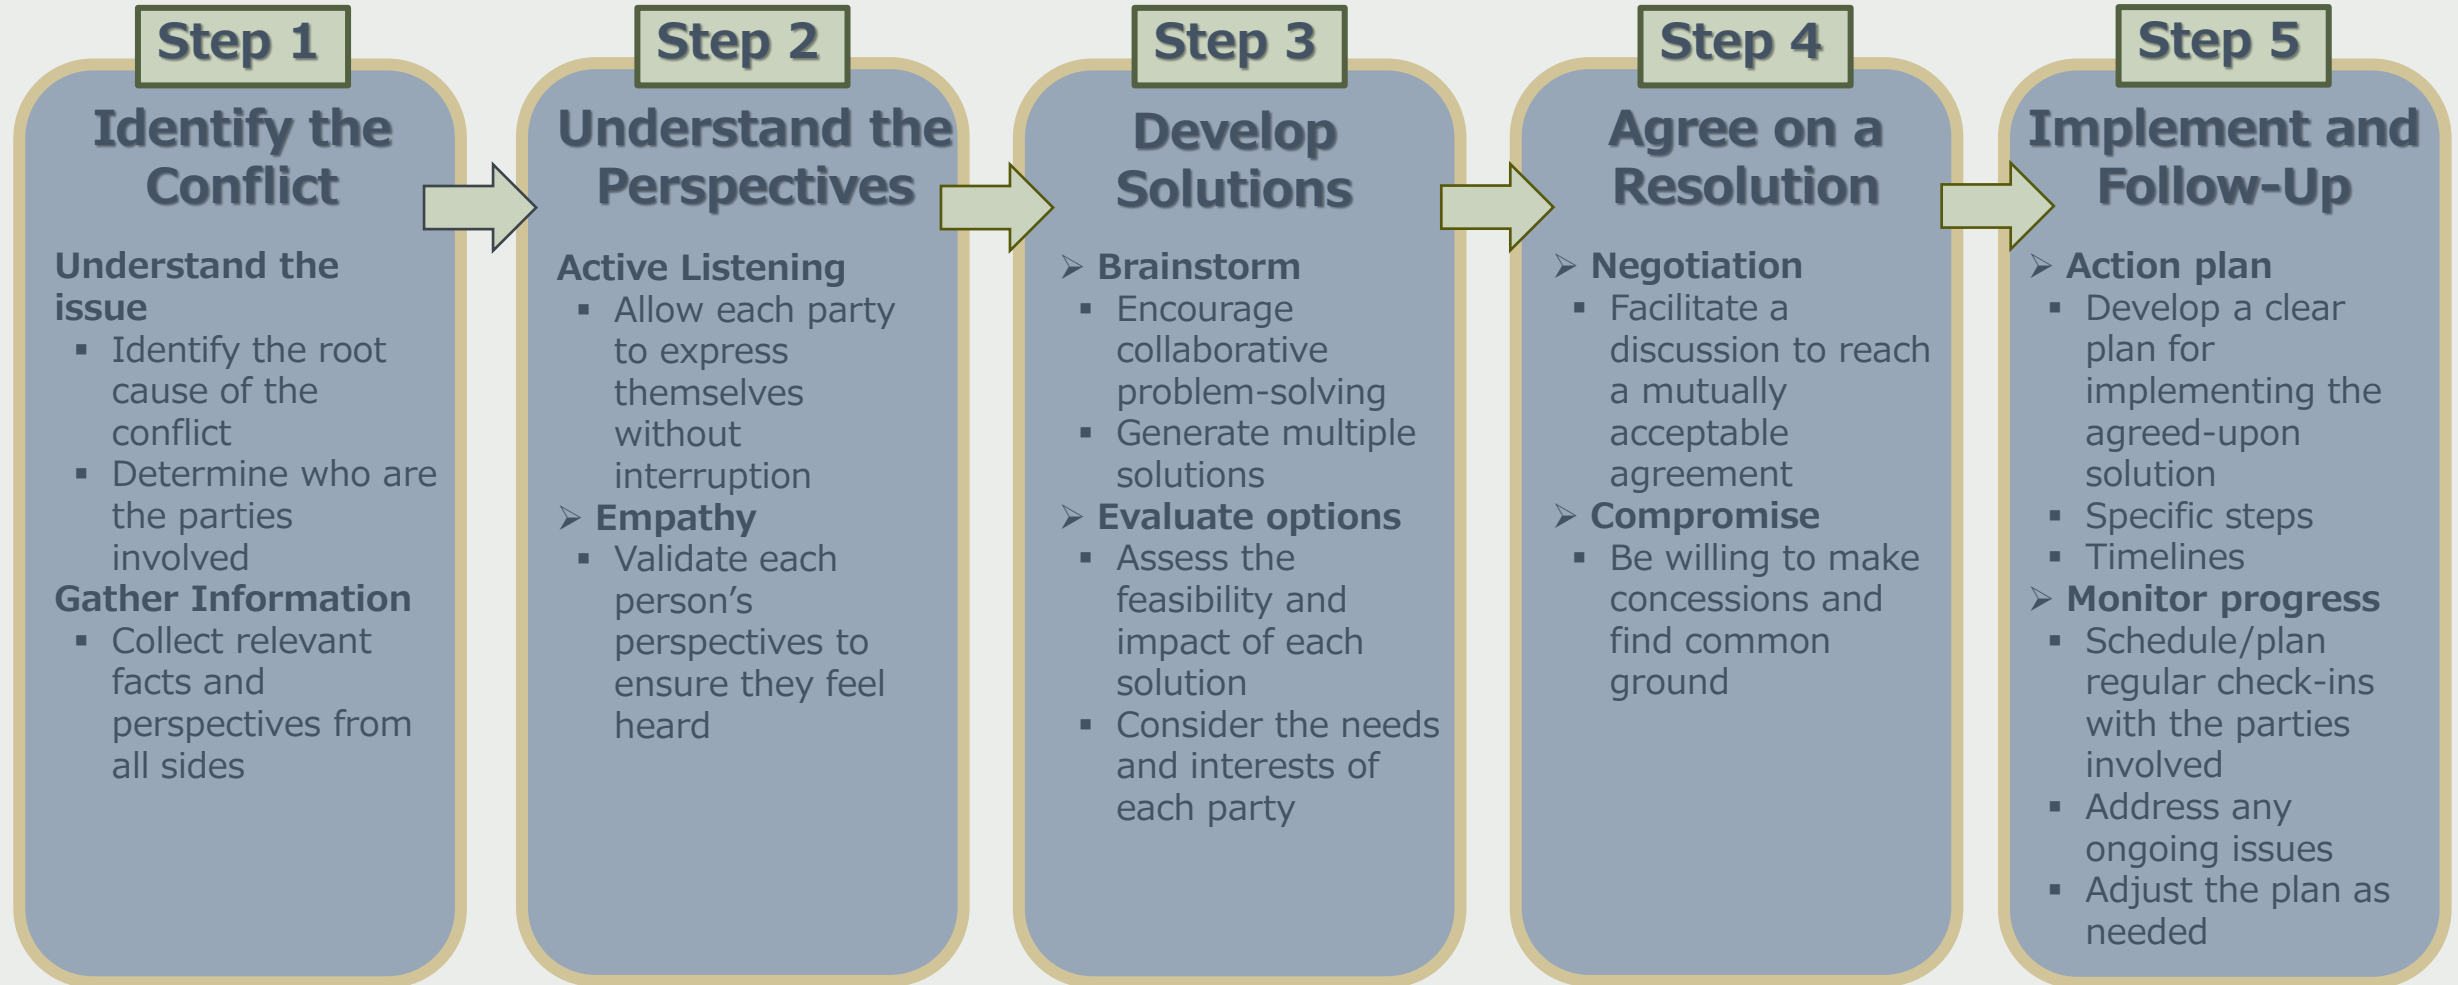 Step 1
Identify the
Conflict
Understand the
issue
▪ Identify the root
cause of the
conflict
▪ Determine who are
the parties
involved
Gather Information
▪ Collect relevant
facts and
perspectives from
all sides
Step 2
Understand the
Perspectives
Active Listening
▪ Allow each party
to express
themselves
without
interruption
➢ Empathy
▪ Validate each
person’s
perspectives to
ensure they feel
heard
Step 3
Develop
Solutions
➢ Brainstorm
▪ Encourage
collaborative
problem-solving
▪ Generate multiple
solutions
➢ Evaluate options
▪ Assess the
feasibility and
impact of each
solution
▪ Consider the needs
and interests of
each party
Step 4
Agree on a
Resolution
➢ Negotiation
▪ Facilitate a
discussion to reach
a mutually
acceptable
agreement
➢ Compromise
▪ Be willing to make
concessions and
find common
ground
Step 5
Implement and
Follow-Up
➢ Action plan
▪ Develop a clear
plan for
implementing the
agreed-upon
solution
▪ Specific steps
▪ Timelines
➢ Monitor progress
▪ Schedule/plan
regular check-ins
with the parties
involved
▪ Address any
ongoing issues
▪ Adjust the plan as
needed